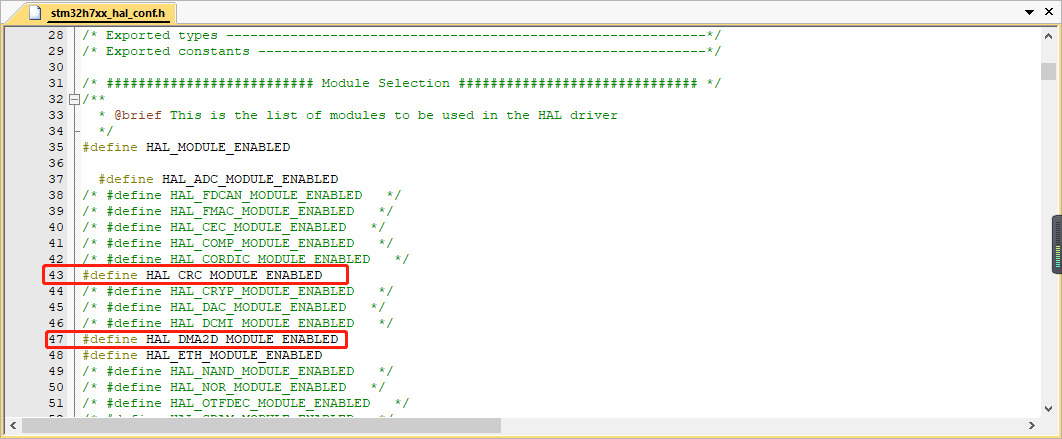 stm32h7xx_hal_conf.h
28 /* Exported types ------------------------------------------------------------*/
29 /* Exported constants --------------------------------------------------------*/
30
31 /* ########################## Module Selection ############################## */
32 /**
33 * @brief This is the list of modules to be used in the HAL driver
34 */
35 #define HAL_MODULE_ENABLED
36
37 #define HAL_ADC_MODULE_ENABLED
38 /* #define HAL_FDCAN_MODULE_ENABLED */
39 /* #define HAL_FMAC_MODULE_ENABLED */
40 /* #define HAL_CEC_MODULE_ENABLED */
41 /* #define HAL_COMP_MODULE_ENABLED */
42 /* #define HAL_CORDIC_MODULE_ENABLED */
43 #define HAL_CRC_MODULE_ENABLED
44 /* #define HAL_CRYP_MODULE_ENABLED */
45 /* #define HAL_DAC_MODULE_ENABLED */
46 /* #define HAL_DCMI_MODULE_ENABLED */
47 #define HAL_DMA2D_MODULE_ENABLED
48 #define HAL_ETH_MODULE_ENABLED
49 /* #define HAL_NAND_MODULE_ENABLED */
50 /* #define HAL_NOR_MODULE_ENABLED */
51 /* #define HAL_OTFDEC_MODULE_ENABLED */